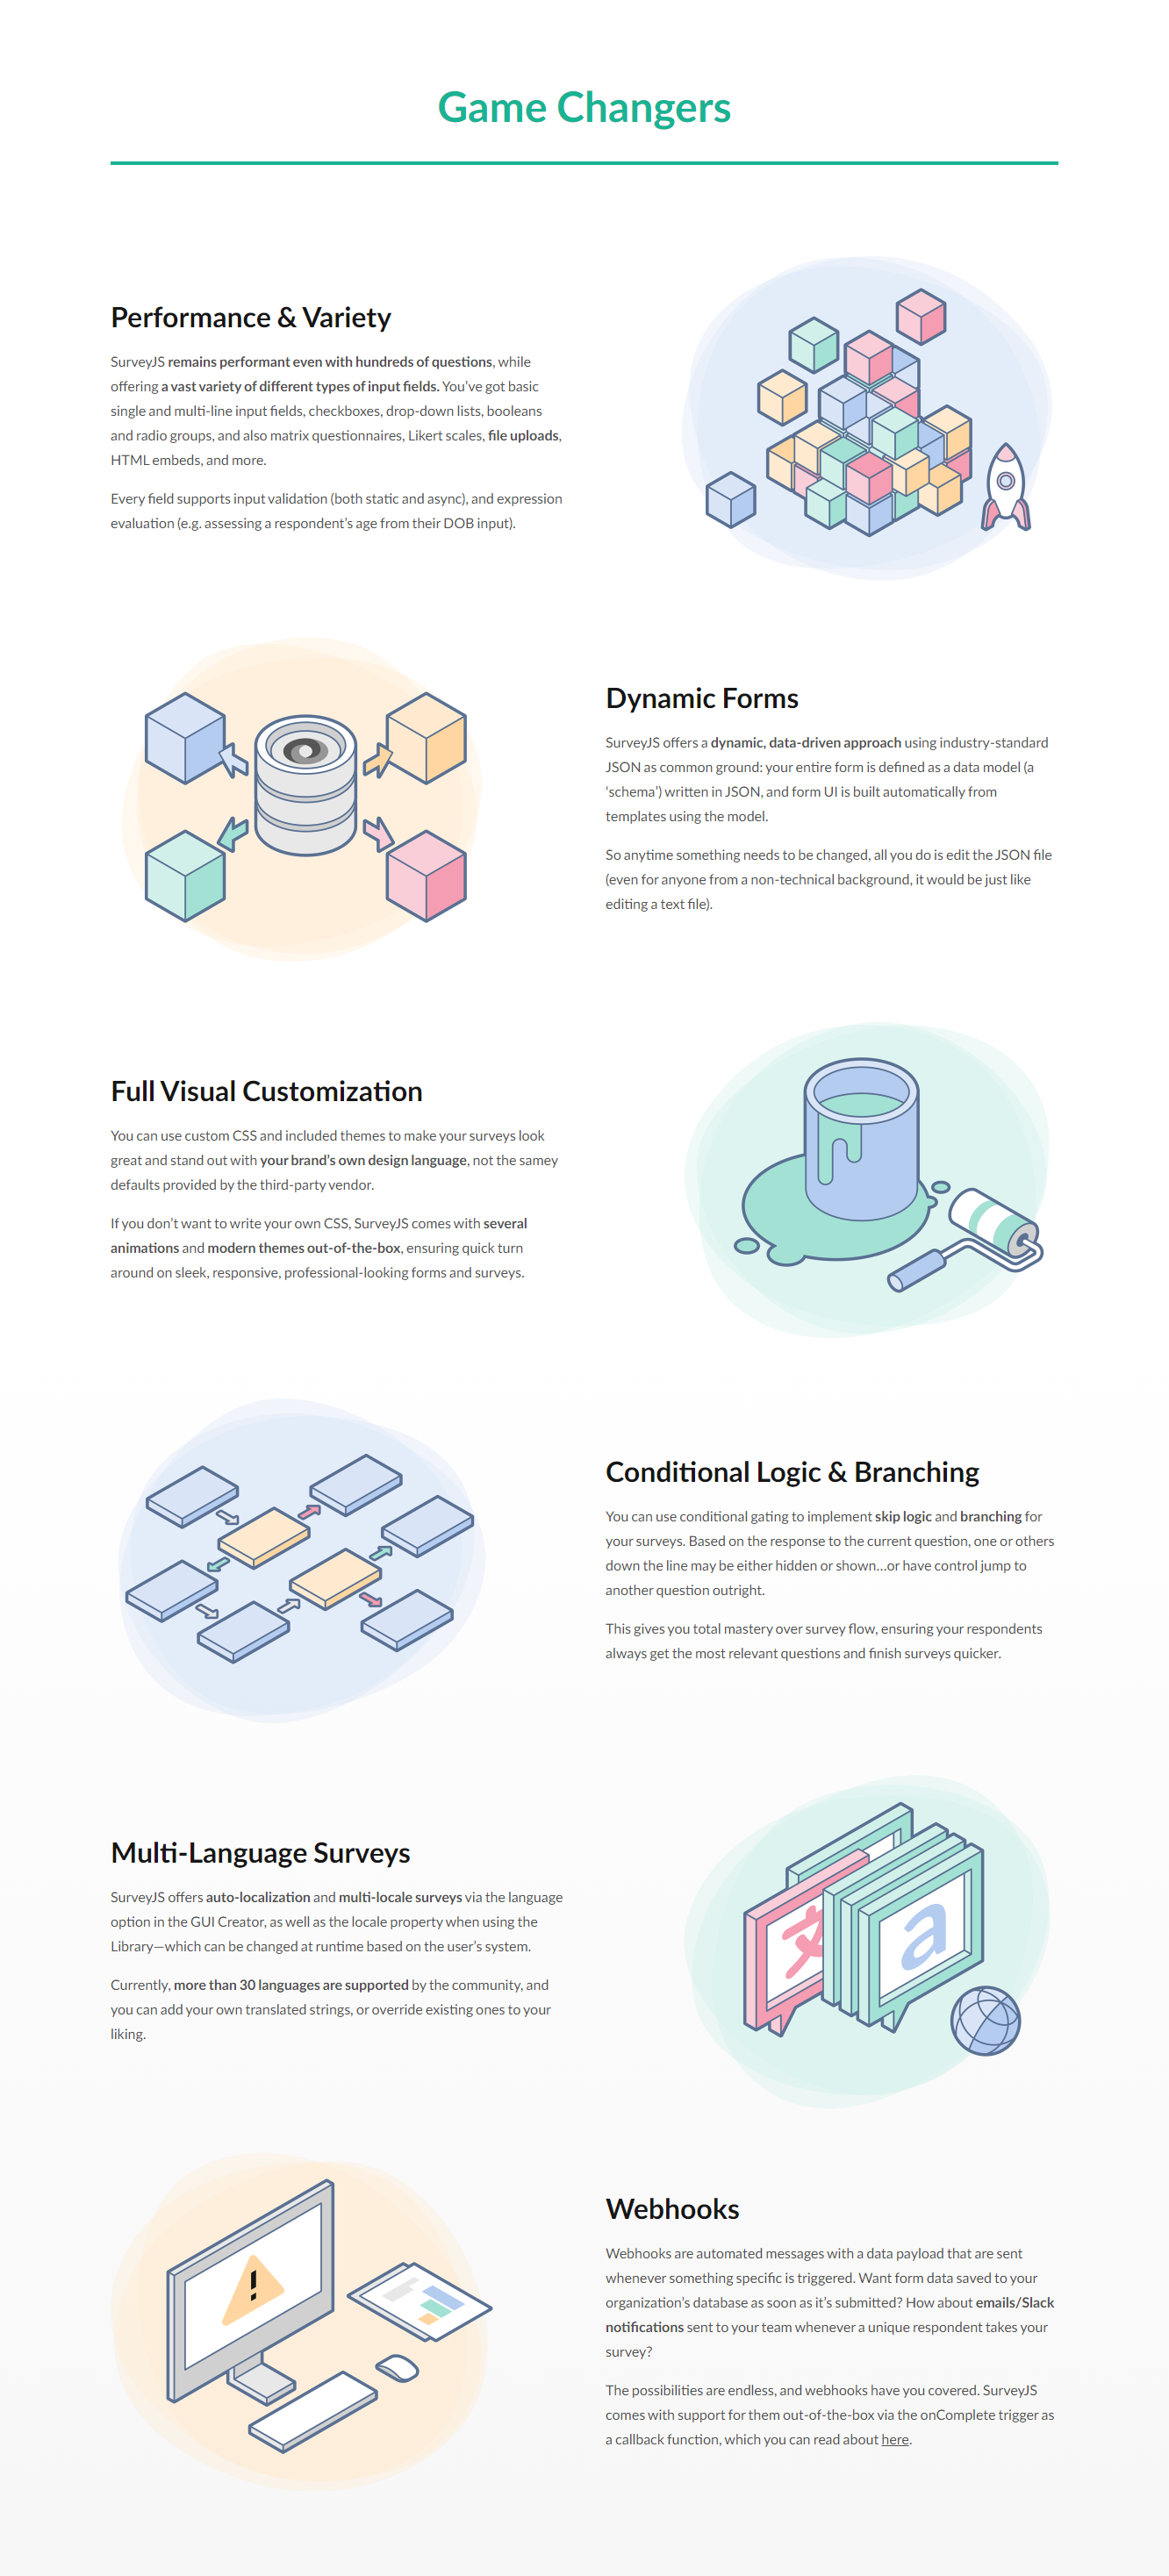 Game Changers
Performance & Variety
SurveyJS remains performant even with hundreds of questions, while
offering a vast variety of different types of input fields. You’ve got basic
single and multi-line input fields, checkboxes, drop-down lists, booleans
and radio groups, and also matrix questionnaires, Likert scales, file uploads,
HTML embeds, and more.
Every field supports input validation (both static and async), and expression
evaluation (e.g. assessing a respondent’s age from their DOB input).
Dynamic Forms
SurveyJS offers a dynamic, data-driven approach using industry-standard
JSON as common ground: your entire form is defined as a data model (a
‘schema’) written in JSON, and form UI is built automatically from
templates using the model.
So anytime something needs to be changed, all you do is edit the JSON file
(even for anyone from a non-technical background, it would be just like
editing a text file).
Full Visual Customization
You can use custom CSS and included themes to make your surveys look
great and stand out with your brand’s own design language, not the samey
defaults provided by the third-party vendor.
If you don’t want to write your own CSS, SurveyJS comes with several
animations and modern themes out-of-the-box, ensuring quick turn
around on sleek, responsive, professional-looking forms and surveys.
Conditional Logic & Branching
You can use conditional gating to implement skip logic and branching for
your surveys. Based on the response to the current question, one or others
down the line may be either hidden or shown...or have control jump to
another question outright.
This gives you total mastery over survey flow, ensuring your respondents
always get the most relevant questions and finish surveys quicker.
Multi-Language Surveys
SurveyJS offers auto-localization and multi-locale surveys via the language
option in the GUI Creator, as well as the locale property when using the
Library—which can be changed at runtime based on the user’s system.
Currently, more than 30 languages are supported by the community, and
you can add your own translated strings, or override existing ones to your
liking.
a
!
Webhooks
Webhooks are automated messages with a data payload that are sent
whenever something specific is triggered. Want form data saved to your
organization’s database as soon as it’s submitted? How about emails/Slack
notifications sent to your team whenever a unique respondent takes your
survey?
The possibilities are endless, and webhooks have you covered. SurveyJS
comes with support for them out-of-the-box via the onComplete trigger as
a callback function, which you can read about here.